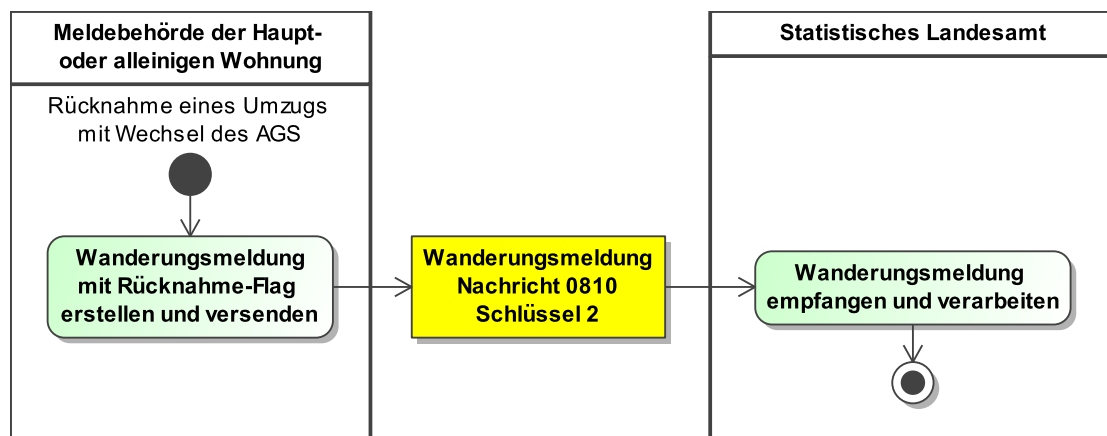 Meldebehörde der Haupt-
oder alleinigen Wohnung
Statistisches Landesamt
Rücknahme eines Umzugs
mit Wechsel des AGS
Wanderungsmeldung
mit Rücknahme-Flag
erstellen und versenden
Wanderungsmeldung
Nachricht 0810
Schlüssel 2
Wanderungsmeldung
empfangen und verarbeiten